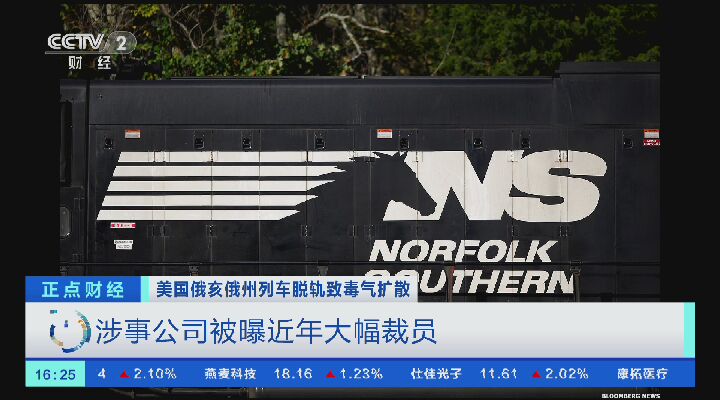 CCTV 2
财经
NS
NORFOLK
SOUTHERN
正点财经
美国俄亥俄州列车脱轨致毒气扩散
涉事公司被曝近年大幅裁员
16:25 4 ▲2.10% 燕麦科技 18.16 ▲1.23% 仕佳光子 11.61 ▲2.02% 康拓医疗
BLOOMBERG NEWS